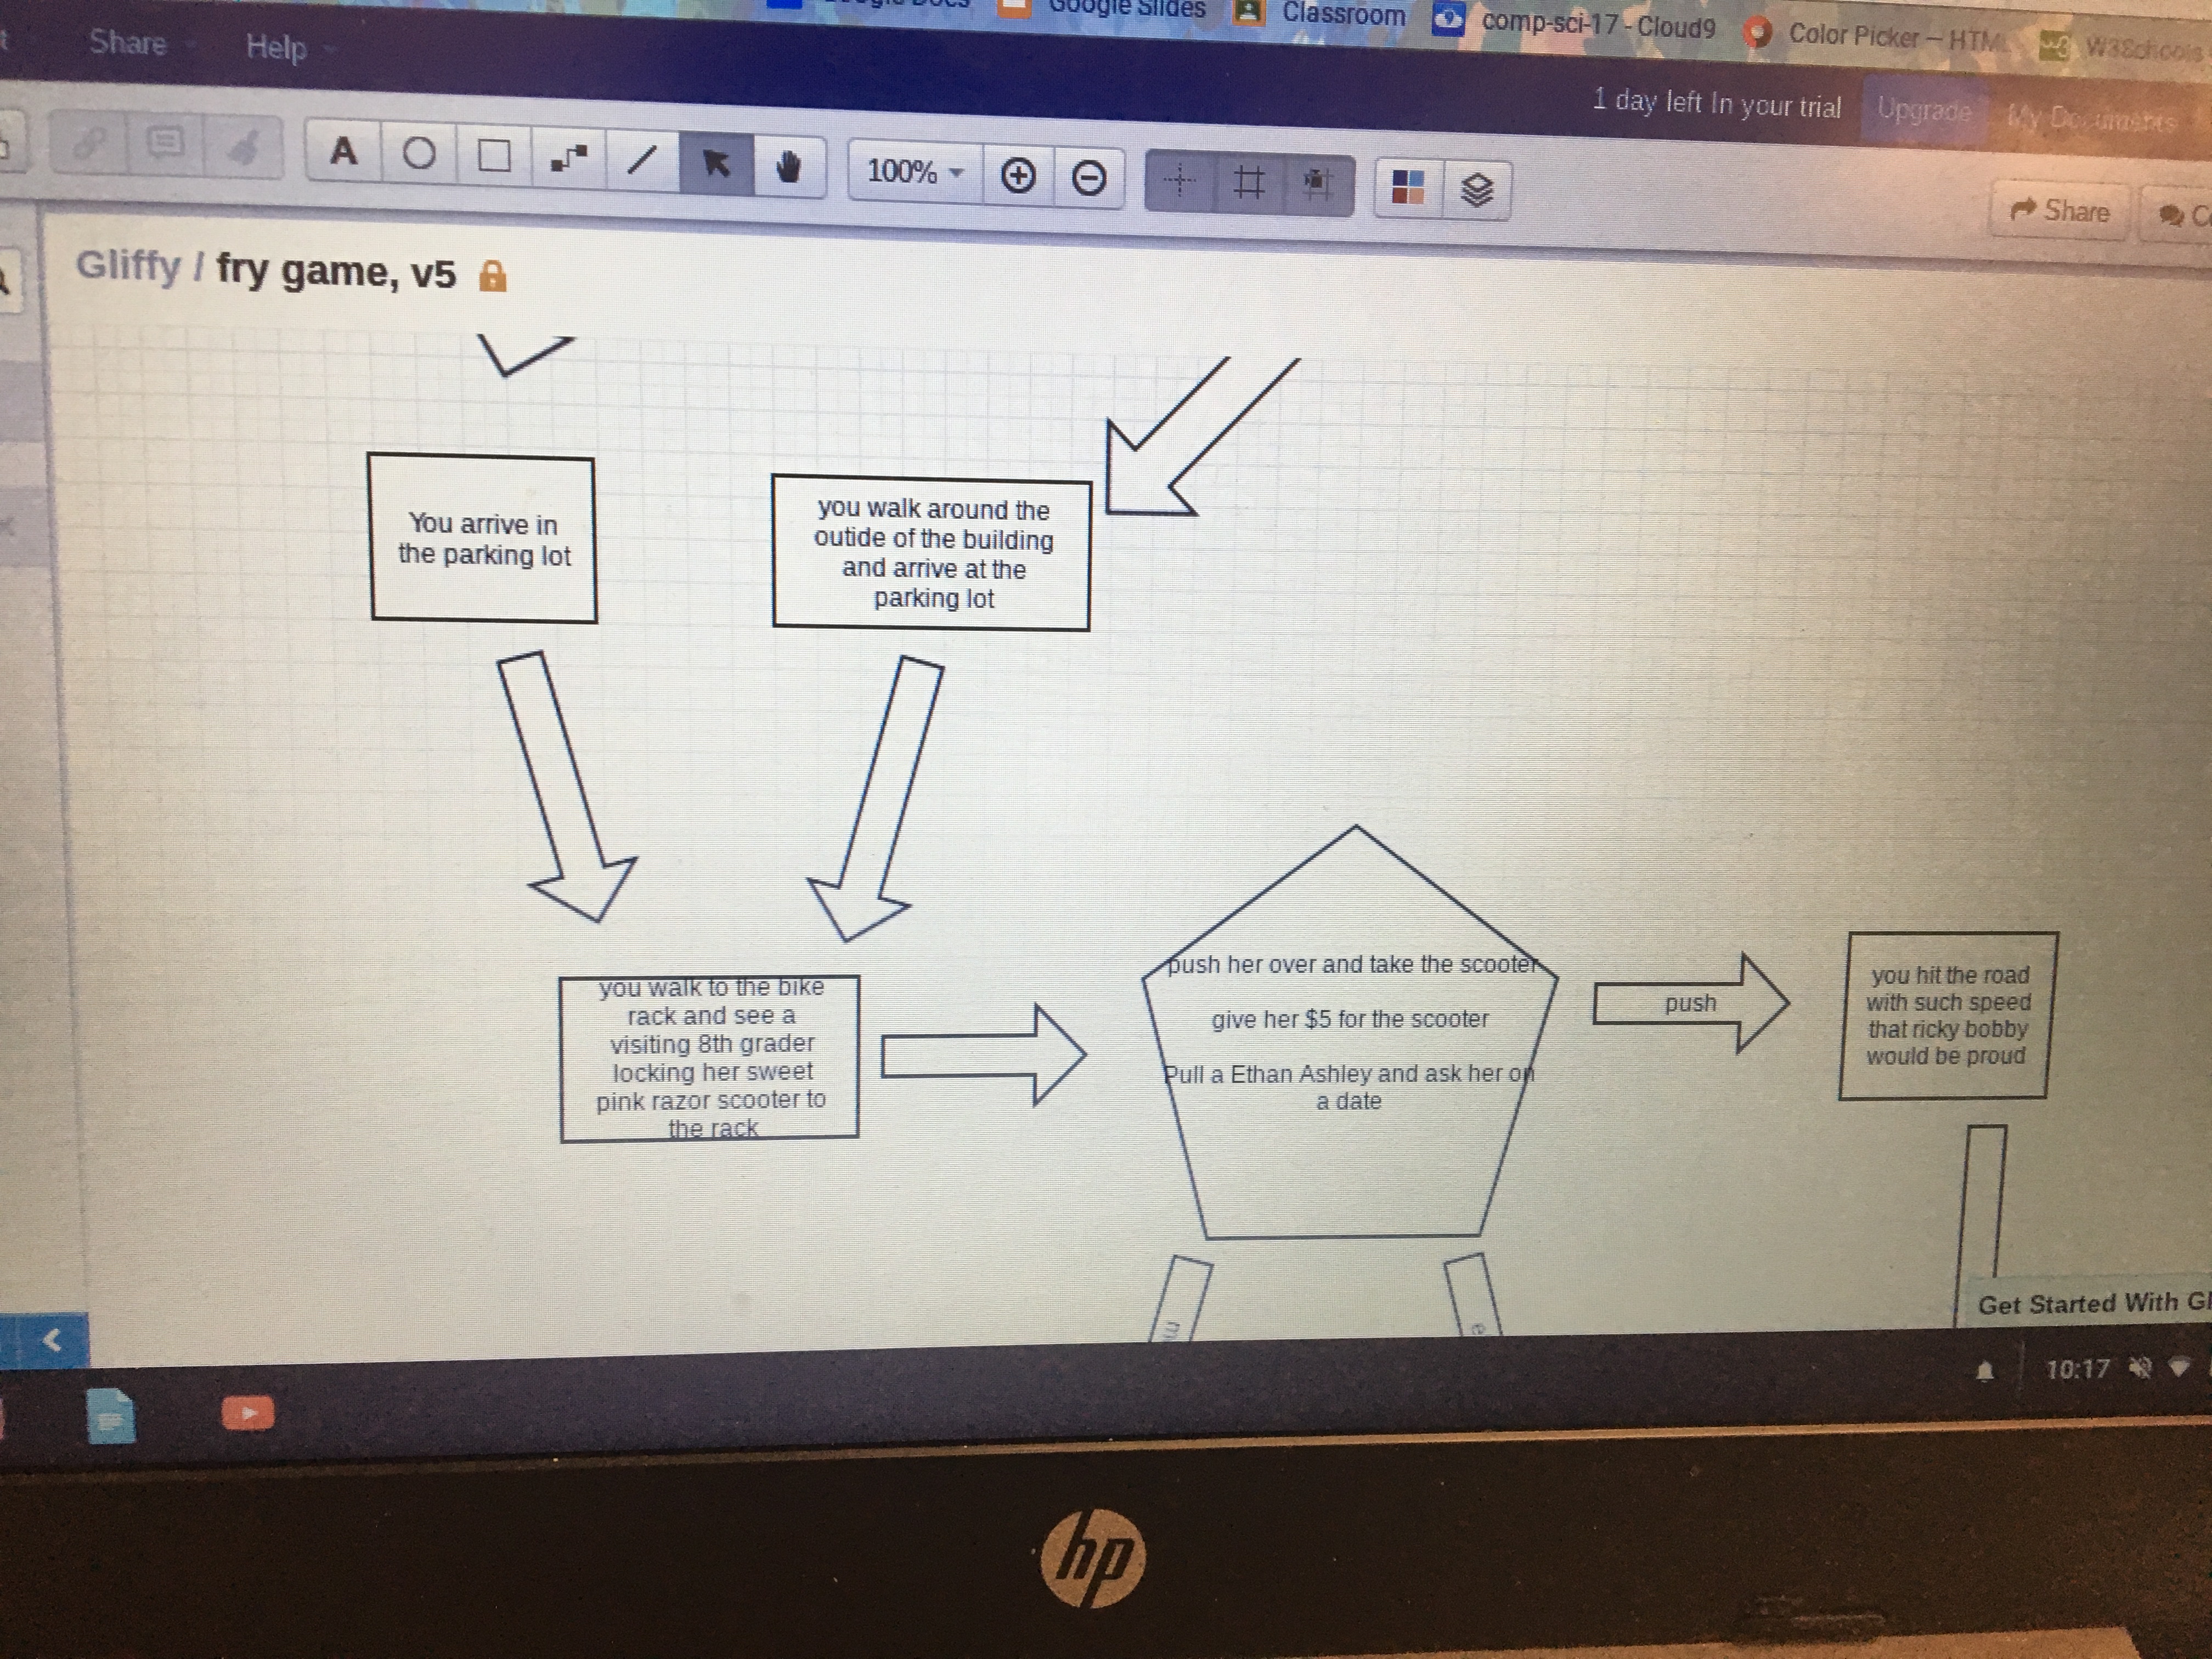 Google Slides
Classroom
comp-sci-17 - Cloud9
Color Picker — HTML
W3Schools
Share
Help
1 day left In your trial
Upgrade
My Documents
A
100%
Share
Gliffy / fry game, v5
You arrive in
the parking lot
you walk around the
outide of the building
and arrive at the
parking lot
you walk to the bike
rack and see a
visiting 8th grader
locking her sweet
pink razor scooter to
the rack
push her over and take the scooter
give her $5 for the scooter
Pull a Ethan Ashley and ask her on
a date
push
you hit the road
with such speed
that ricky bobby
would be proud
Get Started With Gl
10:17
hp